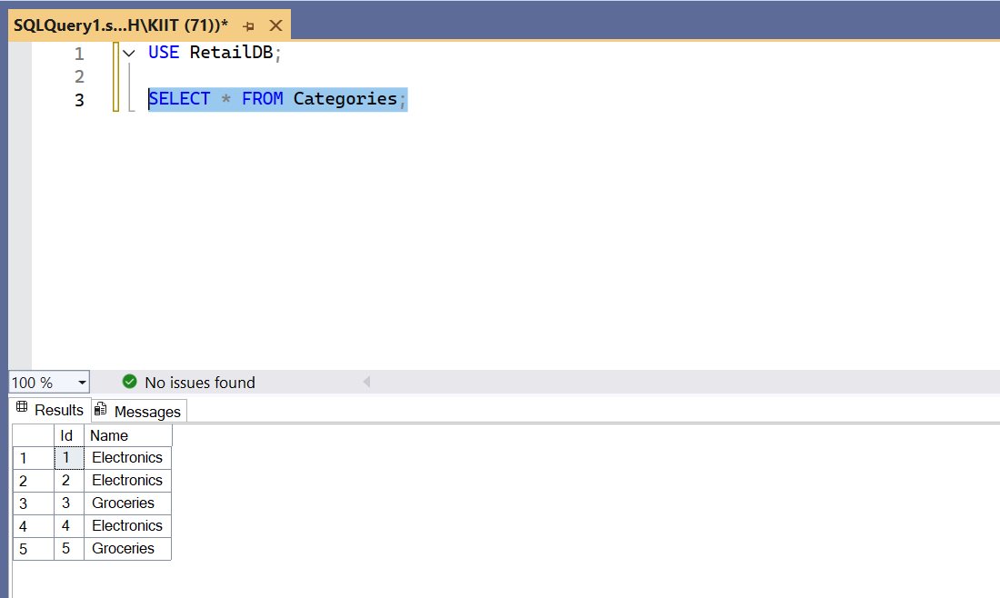 SQLQuery1.s...H\KIIT (71))*
1 USE RetailDB;
2
3 SELECT * FROM Categories;
100 % No issues found
Results Messages
Id Name
1 1 Electronics
2 2 Electronics
3 3 Groceries
4 4 Electronics
5 5 Groceries